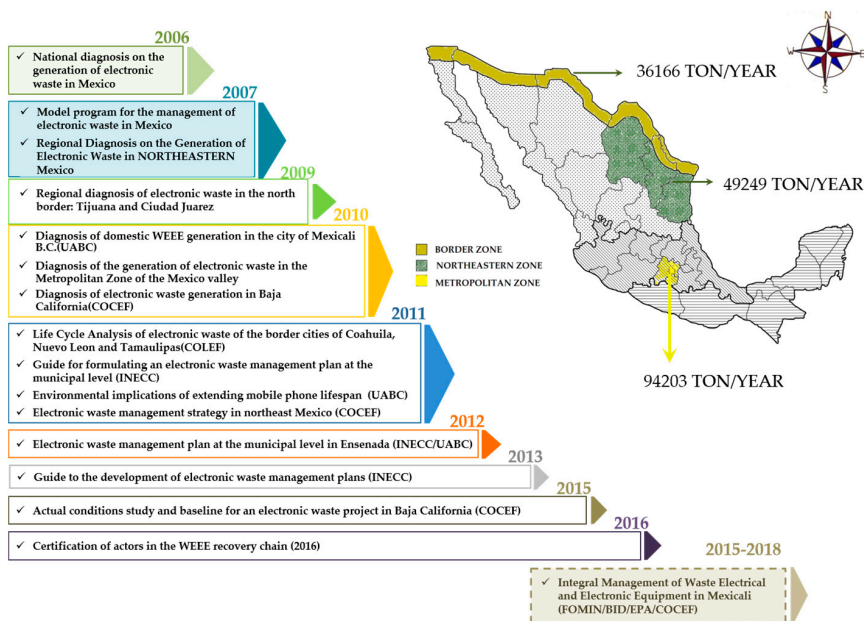 2006
✓ National diagnosis on the
generation of electronic
waste in Mexico
2007
✓ Model program for the management of
electronic waste in Mexico
✓ Regional Diagnosis on the Generation of
Electronic Waste in NORTHEASTERN
Mexico
2009
✓ Regional diagnosis of electronic waste in the north
border: Tijuana and Ciudad Juarez
2010
✓ Diagnosis of domestic WEEE generation in the city of Mexicali
B.C.(UABC)
✓ Diagnosis of the generation of electronic waste in the
Metropolitan Zone of the Mexico valley
✓ Diagnosis of electronic waste generation in Baja
California(COCEF)
2011
✓ Life Cycle Analysis of electronic waste of the border cities of Coahuila,
Nuevo Leon and Tamaulipas(COLEF)
✓ Guide for formulating an electronic waste management plan at the
municipal level (INECC)
✓ Environmental implications of extending mobile phone lifespan (UABC)
✓ Electronic waste management strategy in northeast Mexico (COCEF)
2012
✓ Electronic waste management plan at the municipal level in Ensenada (INECC/UABC)
2013
✓ Guide to the development of electronic waste management plans (INECC)
2015
✓ Actual conditions study and baseline for an electronic waste project in Baja California (COCEF)
2016
✓ Certification of actors in the WEEE recovery chain (2016)
2015-2018
✓ Integral Management of Waste Electrical
and Electronic Equipment in Mexicali
(FOMIN/BID/EPA/COCEF)
N
W
E
S
36166 TON/YEAR
49249 TON/YEAR
BORDER ZONE
NORTHEASTERN ZONE
METROPOLITAN ZONE
94203 TON/YEAR